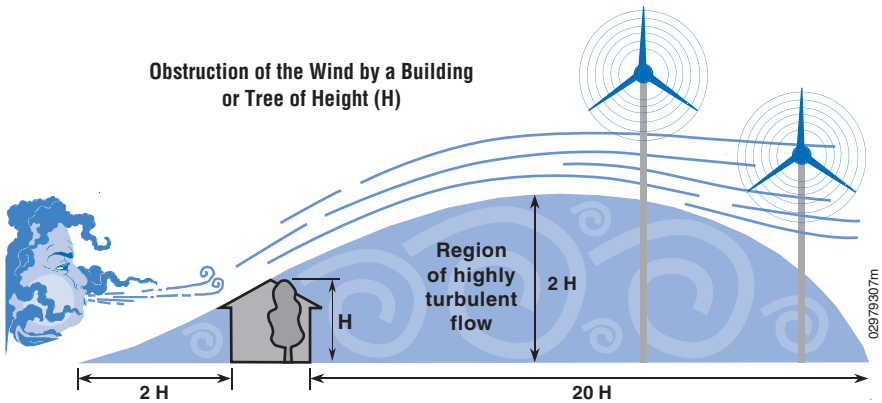 Obstruction of the Wind by a Building
or Tree of Height (H)
Region
of highly
turbulent
flow
2 H
H
2 H
20 H
02979307m